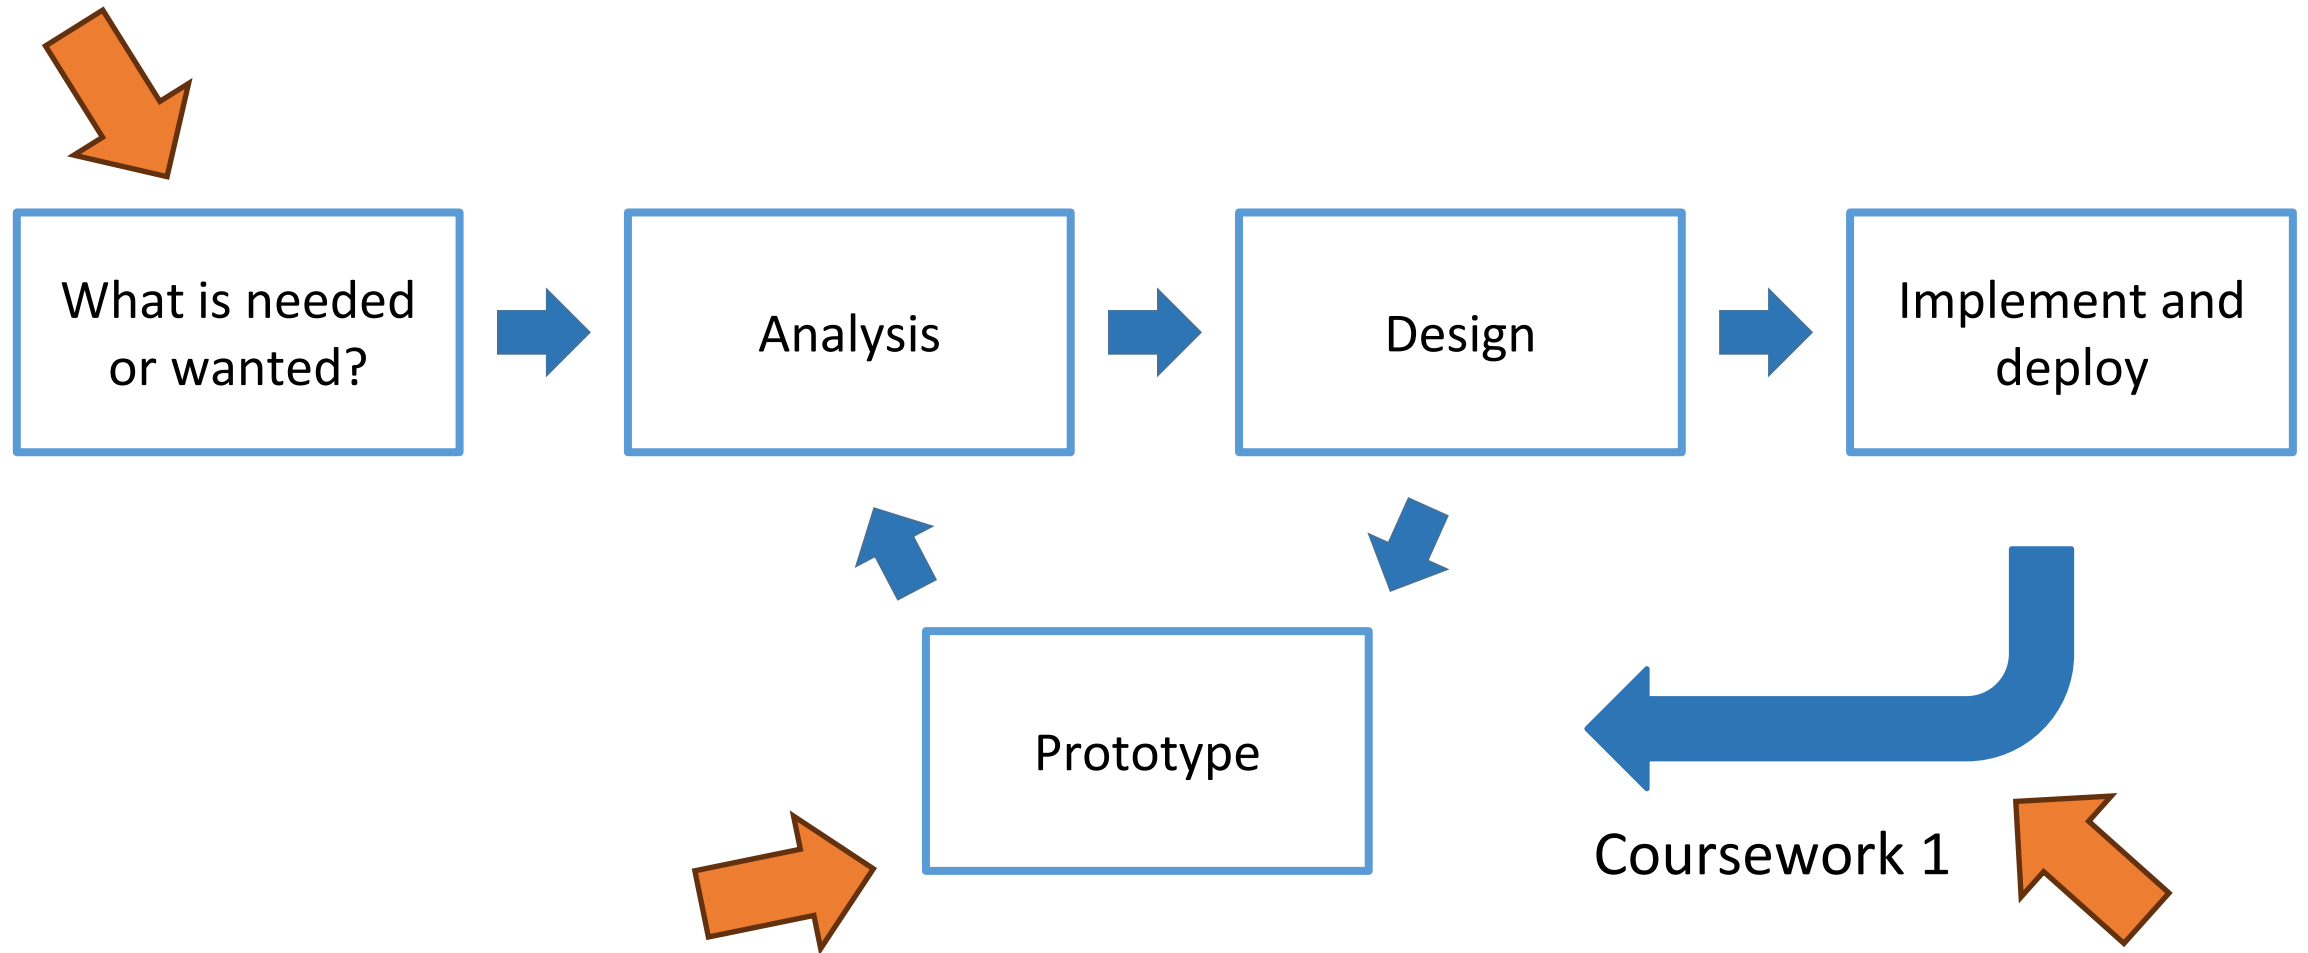 What is needed
or wanted?
Analysis
Design
Implement and
deploy
Prototype
Coursework 1